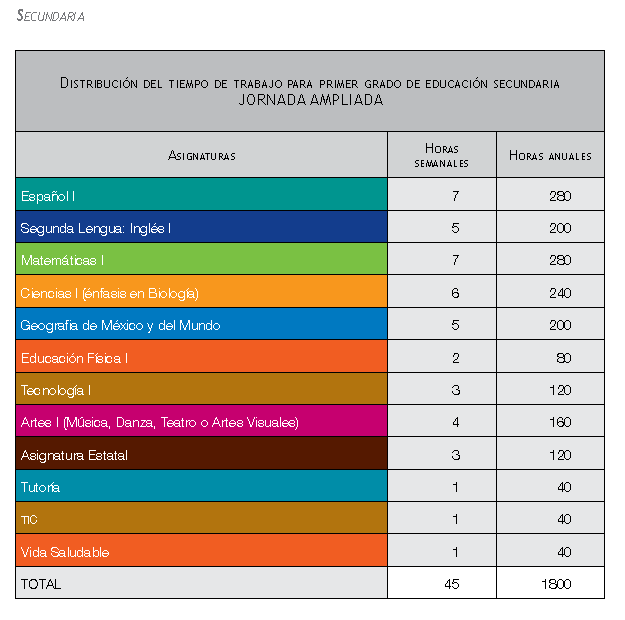 Secundaria
Distribución del tiempo de trabajo para primer grado de educación secundaria
JORNADA AMPLIADA
Asignaturas
Horas
semanales
Horas anuales
Español I 7 280
Segunda Lengua: Inglés I 5 200
Matemáticas I 7 280
Ciencias I (énfasis en Biología) 6 240
Geografía de México y del Mundo 5 200
Educación Física I 2 80
Tecnología I 3 120
Artes I (Música, Danza, Teatro o Artes Visuales) 4 160
Asignatura Estatal 3 120
Tutoría 1 40
TIC 1 40
Vida Saludable 1 40
TOTAL 45 1800